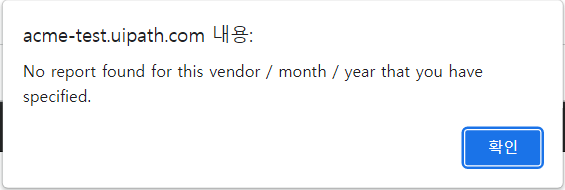 acme-test.uipath.com 내용:
No report found for this vendor / month / year that you have
specified.
확인